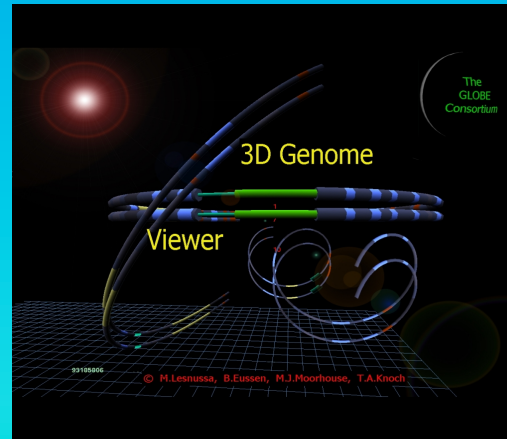 The
GLOBE
Consortium
3D Genome
Viewer
93185806
© M.Lesnussa, B.Eussen, M.J.Moorhouse, T.A.Knoch